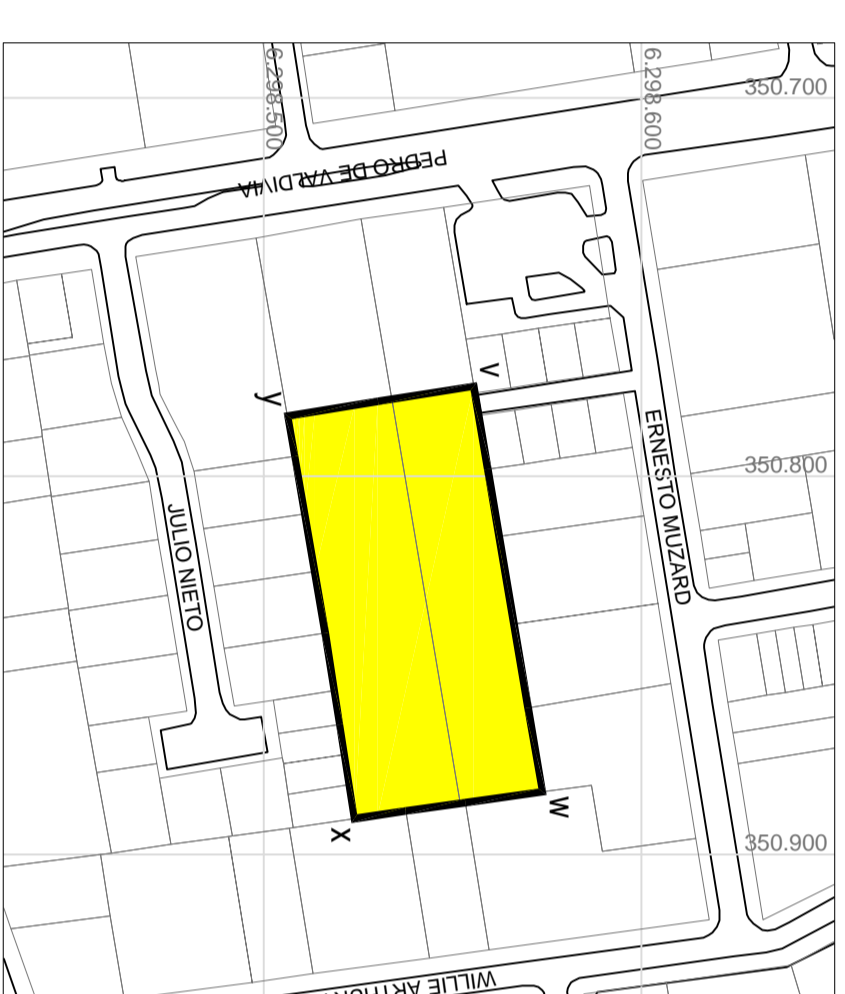 6.298.500
6.298.600
350.700
PEDRO DE VALDIVIA
V
y
ERNESTO MUZARD
350.800
JULIO NIETO
W
X
350.900
WILLIE ARTHUR